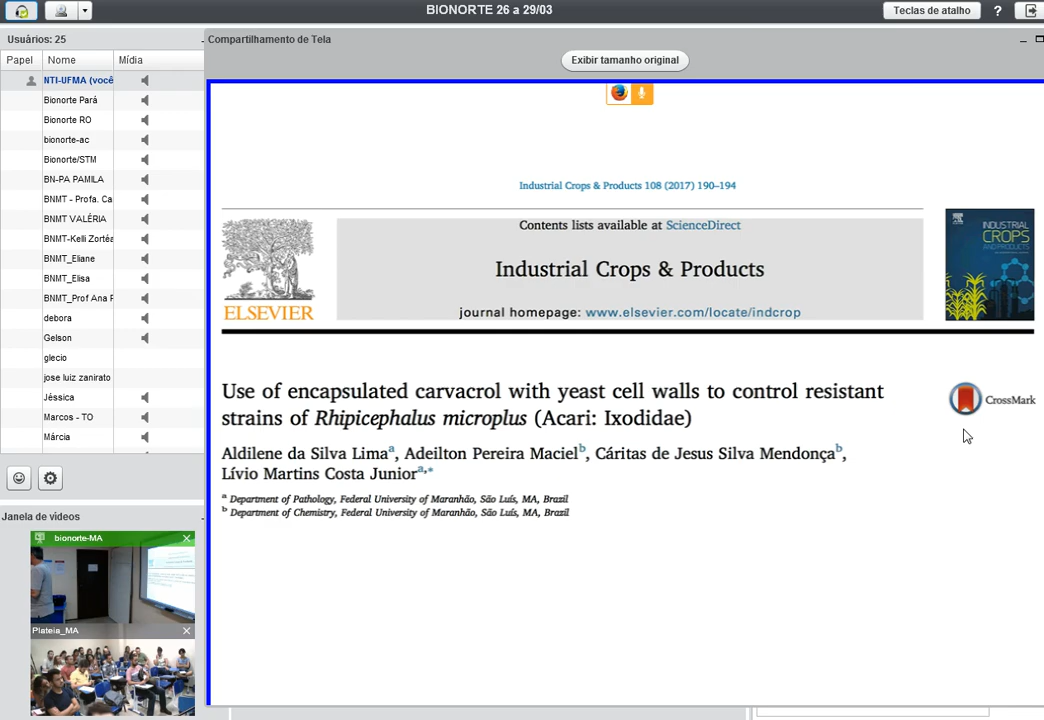 BIONORTE 26 a 29/03
Teclas de atalho
?
Usuários: 25
Compartilhamento de Tela
Papel Nome Mídia
Exibir tamanho original
NTI-UFMA (você
Bionorte Pará
Bionorte RO
bionorte-ac
Bionorte/STM
BN-PA PAMILA
BNMT - Profa. Ca
BNMT VALÉRIA
BNMT-Kelli Zortéa
BNMT_Eliane
BNMT_Elisa
BNMT_Prof Ana F
debora
Gelson
glecio
jose luiz zanirato
Jéssica
Marcos - TO
Márcia
Janela de videos
bionorte-MA
Plateia_MA
Industrial Crops & Products 108 (2017) 190–194
Contents lists available at ScienceDirect
Industrial Crops & Products
journal homepage: www.elsevier.com/locate/indcrop
ELSEVIER
INDUSTRIAL
CROPS
AND PRODUCTS
Use of encapsulated carvacrol with yeast cell walls to control resistant
strains of Rhipicephalus microplus (Acari: Ixodidae)
CrossMark
Aldilene da Silva Limaa, Adeilton Pereira Macielb, Cáritas de Jesus Silva Mendonçab,
Lívio Martins Costa Juniora,*
a Department of Pathology, Federal University of Maranhão, São Luís, MA, Brazil
b Department of Chemistry, Federal University of Maranhão, São Luís, MA, Brazil